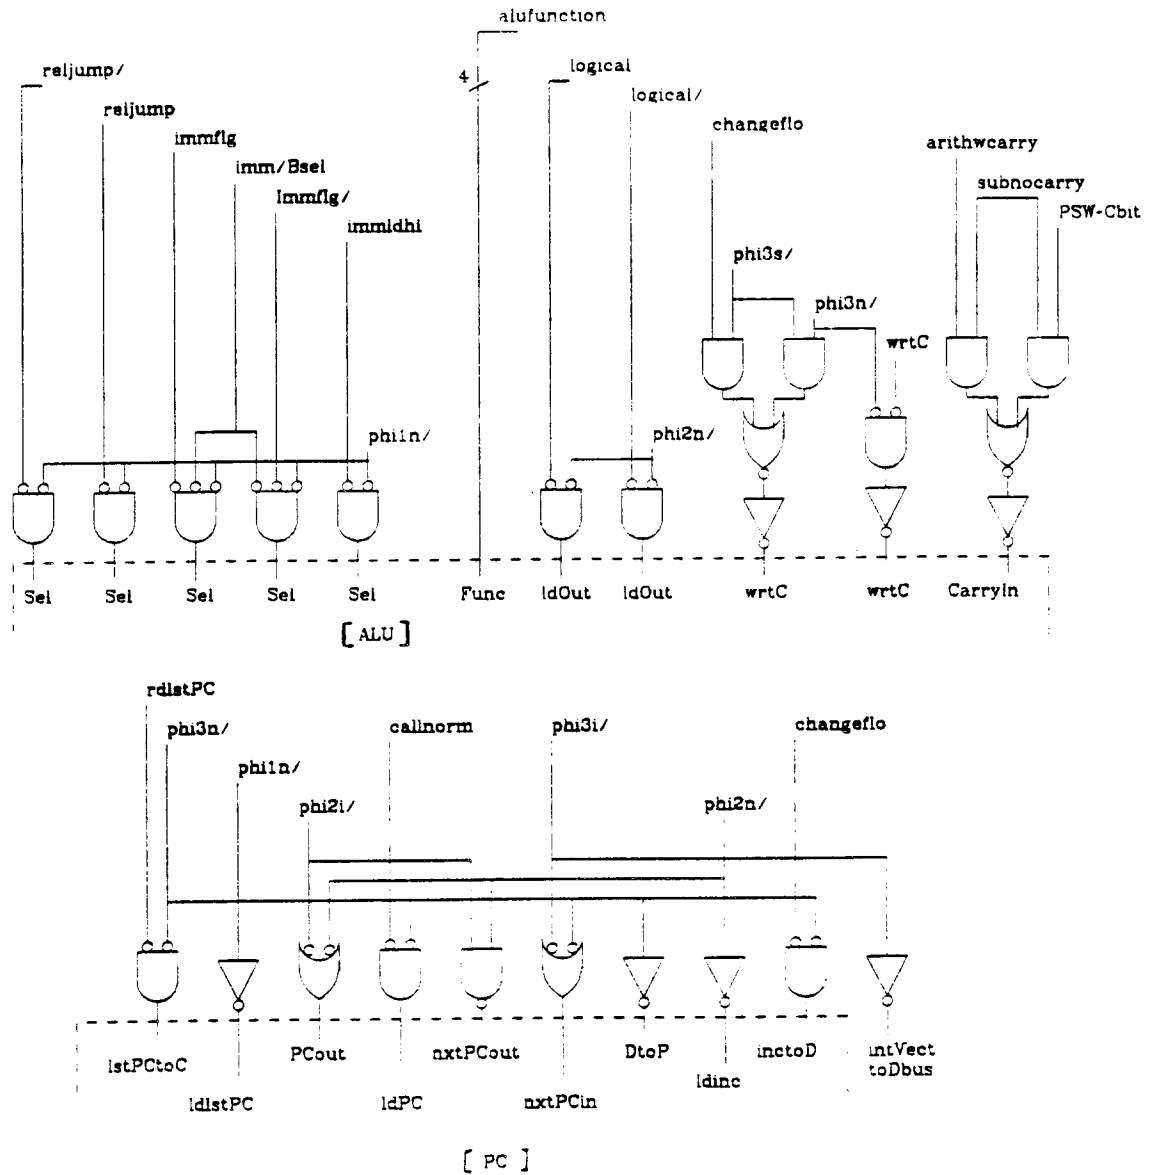 alufunction
reljump/
4
logical
reljump
logical/
immflg
changeflo
imm/Bsel
arithwcarry
immflg/
subnocarry
immldhi
PSW-Cbit
phi3s/
phi3n/
wrtC
phi1n/
phi2n/
Sel
Sel
Sel
Sel
Sel
Func
ldOut
ldOut
wrtC
wrtC
CarryIn
[ ALU ]
rdlstPC
phi3n/
callnorm
phi3i/
changeflo
phi1n/
phi2i/
phi2n/
lstPCtoC
PCout
nxtPCout
DtoP
inctoD
intVect
toDbus
ldlstPC
ldPC
nxtPCin
ldinc
[ PC ]